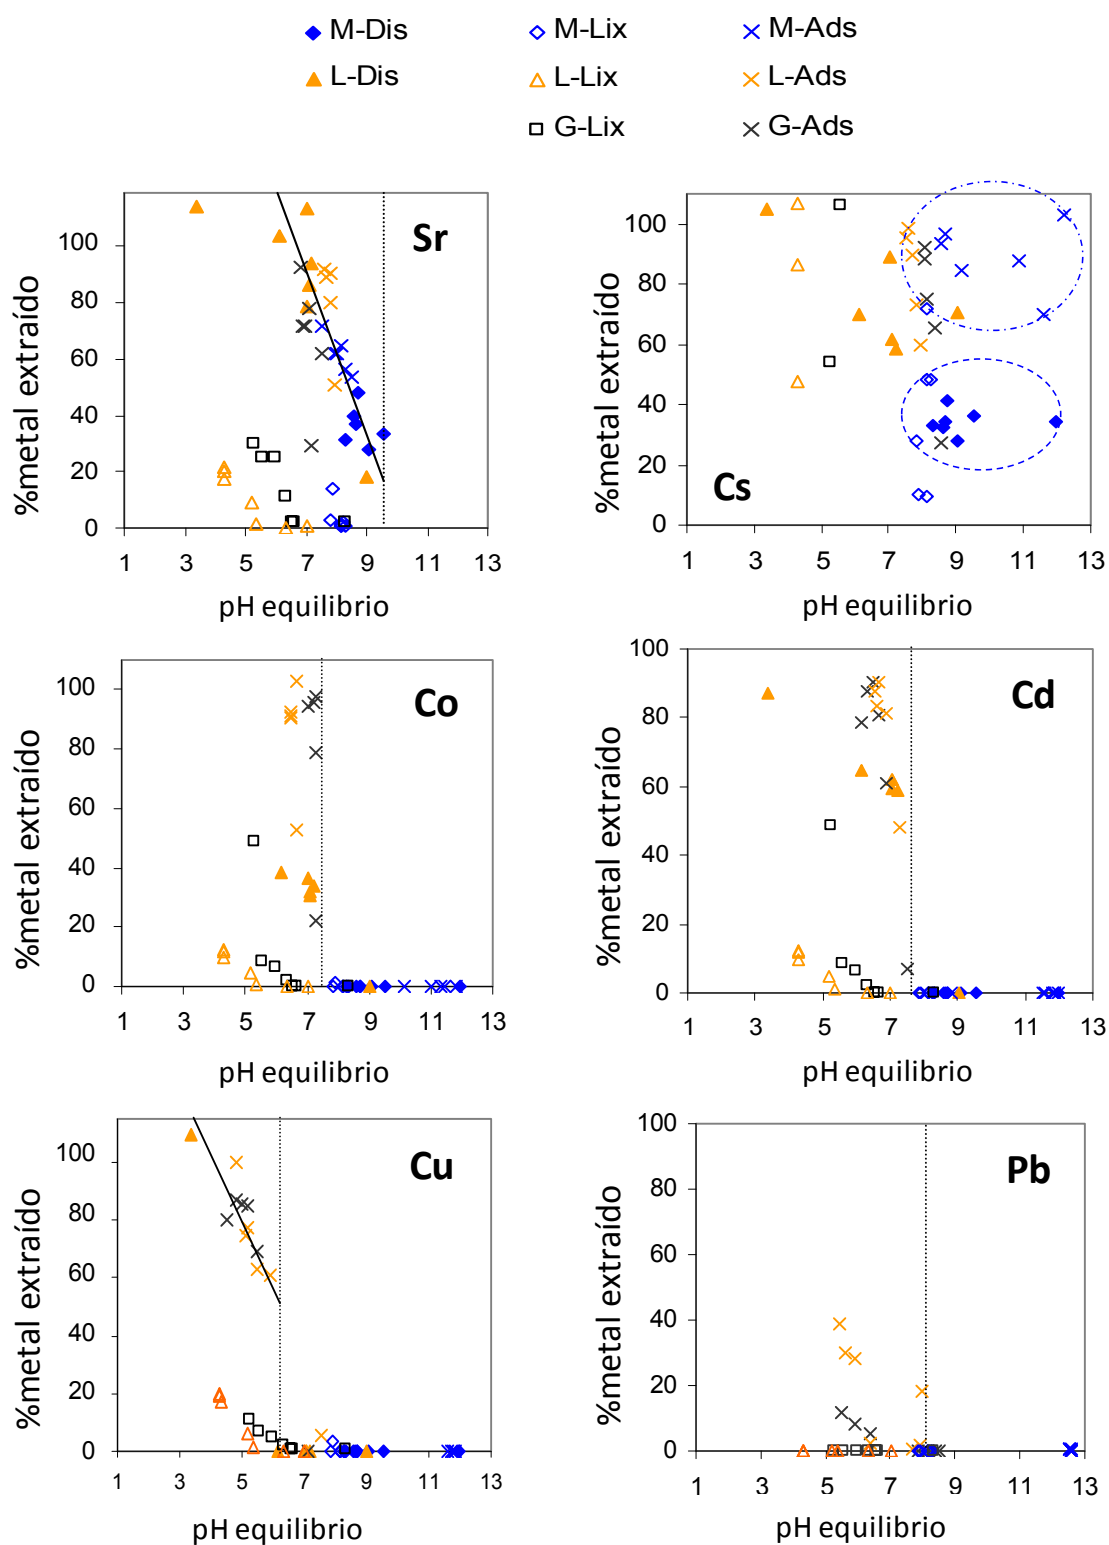 M-Dis M-Lix M-Ads
L-Dis L-Lix L-Ads
G-Lix G-Ads
%metal extraído
100
80
60
40
20
0
Sr
1 3 5 7 9 11 13
pH equilibrio
%metal extraído
100
80
60
40
20
0
Cs
1 3 5 7 9 11 13
pH equilibrio
%metal extraído
100
80
60
40
20
0
Co
1 3 5 7 9 11 13
pH equilibrio
%metal extraído
100
80
60
40
20
0
Cd
1 3 5 7 9 11 13
pH equilibrio
%metal extraído
100
80
60
40
20
0
Cu
1 3 5 7 9 11 13
pH equilibrio
%metal extraído
100
80
60
40
20
0
Pb
1 3 5 7 9 11 13
pH equilibrio